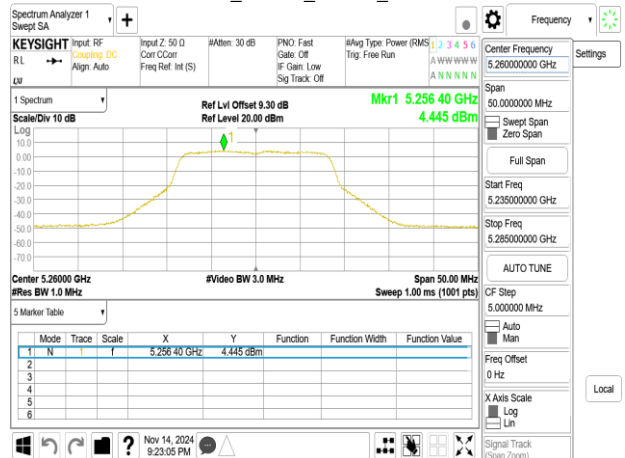 Spectrum Analyzer 1
Swept SA
Frequency
KEYSIGHT
RL
Input: RF
Coupling: DC
Align: Auto
Input Z: 50 Ω
Corr CCorr
Freq Ref: Int (S)
#Atten: 30 dB
PNO: Fast
Gate: Off
IF Gain: Low
Sig Track: Off
#Avg Type: Power (RMS
Trig: Free Run
1 2 3 4 5 6
A W W W W W
A N N N N N
Center Frequency
5.260000000 GHz
Settings
Span
50.0000000 MHz
Swept Span
Zero Span
Full Span
Start Freq
5.235000000 GHz
Stop Freq
5.285000000 GHz
AUTO TUNE
CF Step
5.000000 MHz
Auto
Man
Freq Offset
0 Hz
X Axis Scale
Log
Lin
Signal Track
(Span Zoom)
Local
1 Spectrum
Scale/Div 10 dB
Ref Lvl Offset 9.30 dB
Ref Level 20.00 dBm
Mkr1 5.256 40 GHz
4.445 dBm
Log
1
10.0
0.00
-10.0
-20.0
-30.0
-40.0
-50.0
-60.0
-70.0
Center 5.26000 GHz
#Video BW 3.0 MHz
Span 50.00 MHz
#Res BW 1.0 MHz
Sweep 1.00 ms (1001 pts)
5 Marker Table
Mode Trace Scale X Y Function Function Width Function Value
1 N 1 f 5.256 40 GHz 4.445 dBm
2
3
4
5
6
Nov 14, 2024
9:23:05 PM